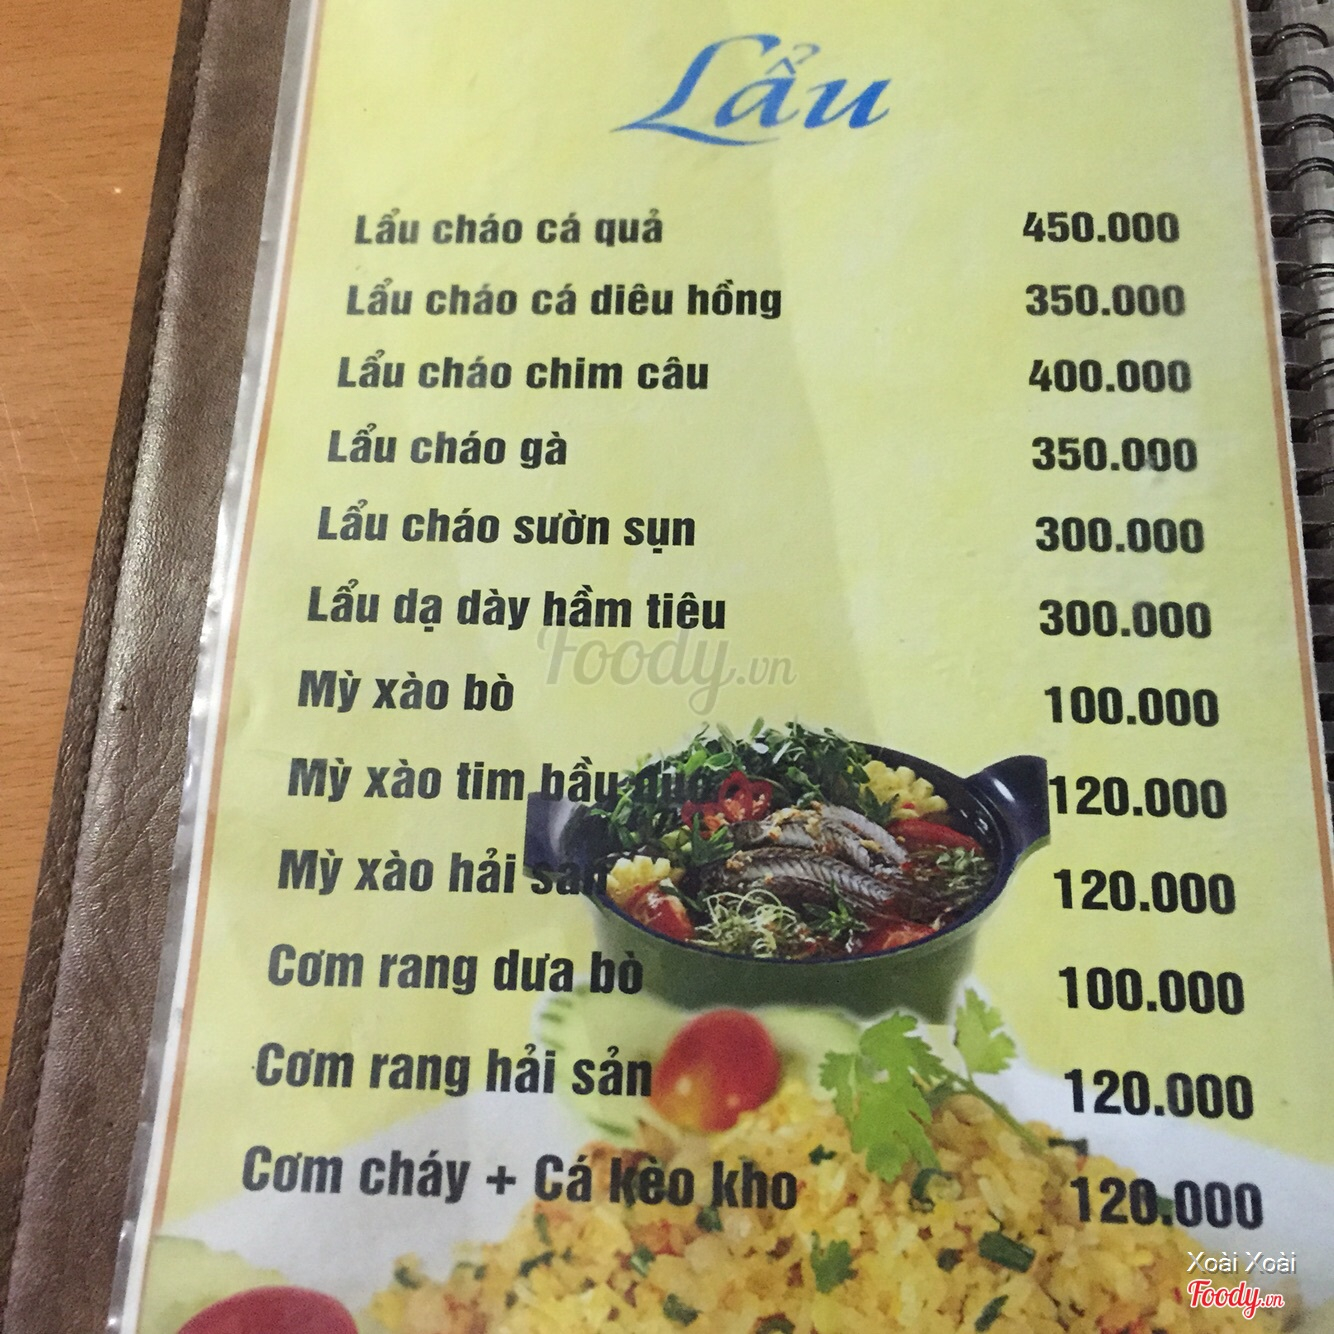 Lẩu
Lẩu cháo cá quả 450.000
Lẩu cháo cá diêu hồng 350.000
Lẩu cháo chim câu 400.000
Lẩu cháo gà 350.000
Lẩu cháo sườn sụn 300.000
Lẩu dạ dày hầm tiêu 300.000
Foody.vn
Mỳ xào bò 100.000
Mỳ xào tim bầu dục 120.000
Mỳ xào hải sản 120.000
Cơm rang dưa bò 100.000
Cơm rang hải sản 120.000
Cơm cháy + Cá kèo kho 120.000
Xoài Xoài
Foody.vn